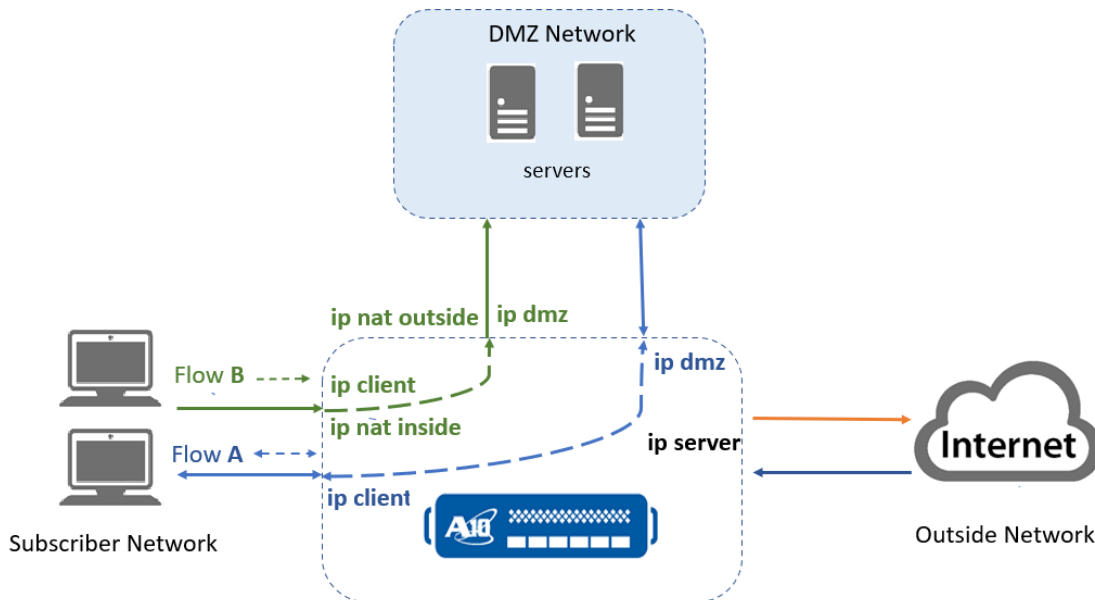 DMZ Network
servers
ip nat outside
ip dmz
ip dmz
Flow B
ip client
ip nat inside
ip server
Flow A
ip client
Internet
A10
Subscriber Network
Outside Network